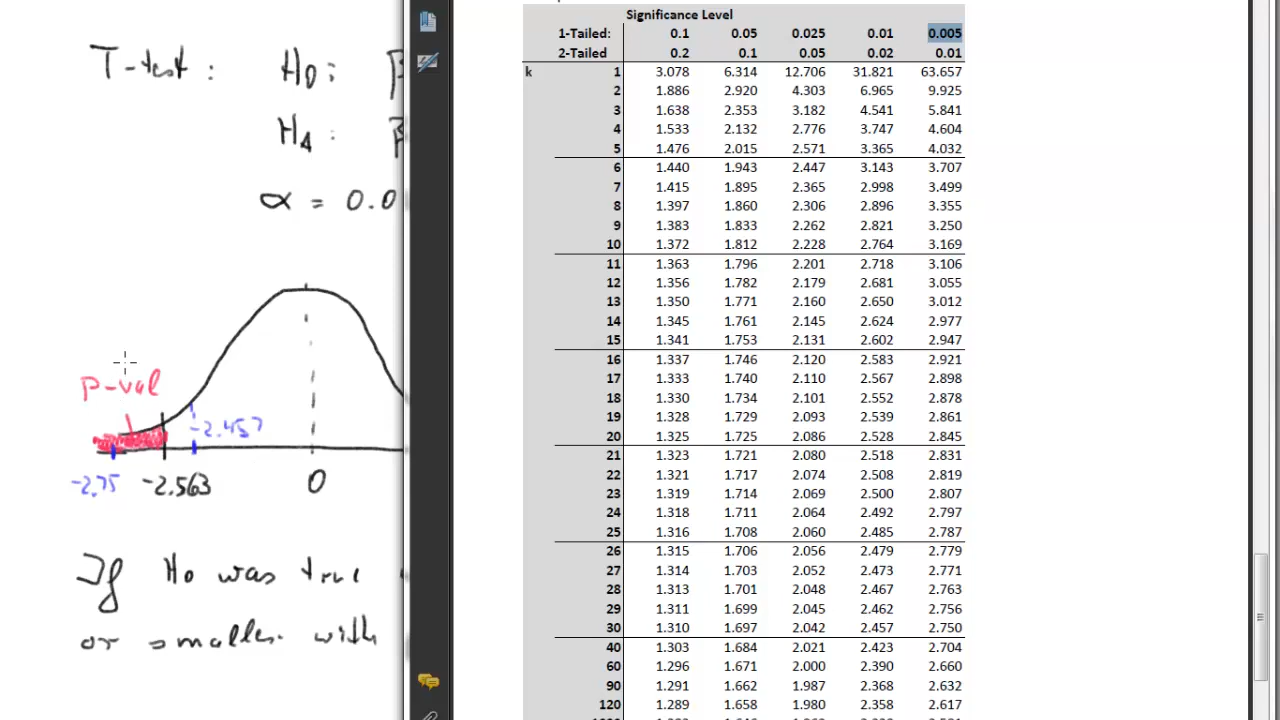 T-test: H0:
HA:
α = 0.0
p-val
-2.457
-2.75 -2.563 0
If H0 was true
or smaller with
Significance Level
1-Tailed: 0.1 0.05 0.025 0.01 0.005
2-Tailed 0.2 0.1 0.05 0.02 0.01
k 1 3.078 6.314 12.706 31.821 63.657
2 1.886 2.920 4.303 6.965 9.925
3 1.638 2.353 3.182 4.541 5.841
4 1.533 2.132 2.776 3.747 4.604
5 1.476 2.015 2.571 3.365 4.032
6 1.440 1.943 2.447 3.143 3.707
7 1.415 1.895 2.365 2.998 3.499
8 1.397 1.860 2.306 2.896 3.355
9 1.383 1.833 2.262 2.821 3.250
10 1.372 1.812 2.228 2.764 3.169
11 1.363 1.796 2.201 2.718 3.106
12 1.356 1.782 2.179 2.681 3.055
13 1.350 1.771 2.160 2.650 3.012
14 1.345 1.761 2.145 2.624 2.977
15 1.341 1.753 2.131 2.602 2.947
16 1.337 1.746 2.120 2.583 2.921
17 1.333 1.740 2.110 2.567 2.898
18 1.330 1.734 2.101 2.552 2.878
19 1.328 1.729 2.093 2.539 2.861
20 1.325 1.725 2.086 2.528 2.845
21 1.323 1.721 2.080 2.518 2.831
22 1.321 1.717 2.074 2.508 2.819
23 1.319 1.714 2.069 2.500 2.807
24 1.318 1.711 2.064 2.492 2.797
25 1.316 1.708 2.060 2.485 2.787
26 1.315 1.706 2.056 2.479 2.779
27 1.314 1.703 2.052 2.473 2.771
28 1.313 1.701 2.048 2.467 2.763
29 1.311 1.699 2.045 2.462 2.756
30 1.310 1.697 2.042 2.457 2.750
40 1.303 1.684 2.021 2.423 2.704
60 1.296 1.671 2.000 2.390 2.660
90 1.291 1.662 1.987 2.368 2.632
120 1.289 1.658 1.980 2.358 2.617